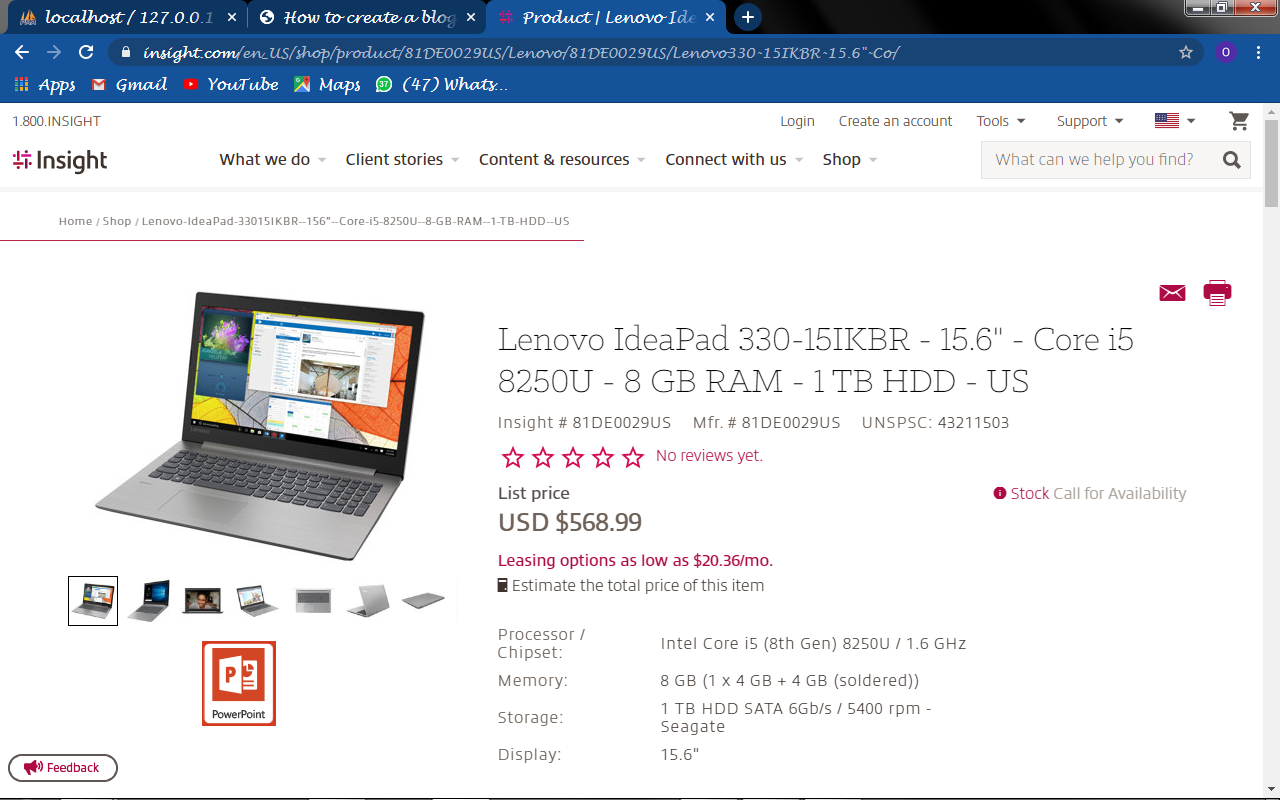 localhost / 127.0.0.1
How to create a blog
Product | Lenovo Ide
insight.com/en_US/shop/product/81DE0029US/Lenovo/81DE0029US/Lenovo330~15IKBR~15.6"-Co/
O
Apps Gmail YouTube Maps 37 (47) Whats...
1.800.INSIGHT
Login Create an account Tools Support
Insight
What we do Client stories Content & resources Connect with us Shop
What can we help you find?
Home / Shop / Lenovo-IdeaPad-33015IKBR--156"--Core-i5-8250U--8-GB-RAM--1-TB-HDD--US
Lenovo IdeaPad 330-15IKBR - 15.6" - Core i5
8250U - 8 GB RAM - 1 TB HDD - US
Insight # 81DE0029US Mfr. # 81DE0029US UNSPSC: 43211503
No reviews yet.
List price
Stock Call for Availability
USD $568.99
Leasing options as low as $20.36/mo.
Estimate the total price of this item
Processor /
Chipset:
Intel Core i5 (8th Gen) 8250U / 1.6 GHz
Memory:
8 GB (1 x 4 GB + 4 GB (soldered))
Storage:
1 TB HDD SATA 6Gb/s / 5400 rpm -
Seagate
Display:
15.6"
P
PowerPoint
Feedback